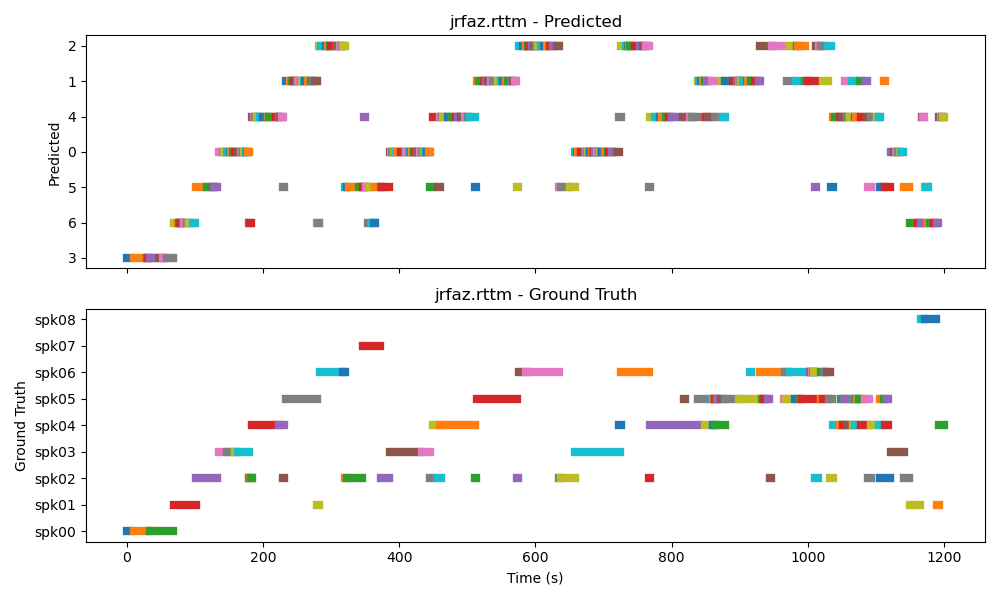 jrfaz.rttm - Predicted
Predicted
2
1
4
0
5
6
3
jrfaz.rttm - Ground Truth
Ground Truth
spk08
spk07
spk06
spk05
spk04
spk03
spk02
spk01
spk00
0 200 400 600 800 1000 1200
Time (s)